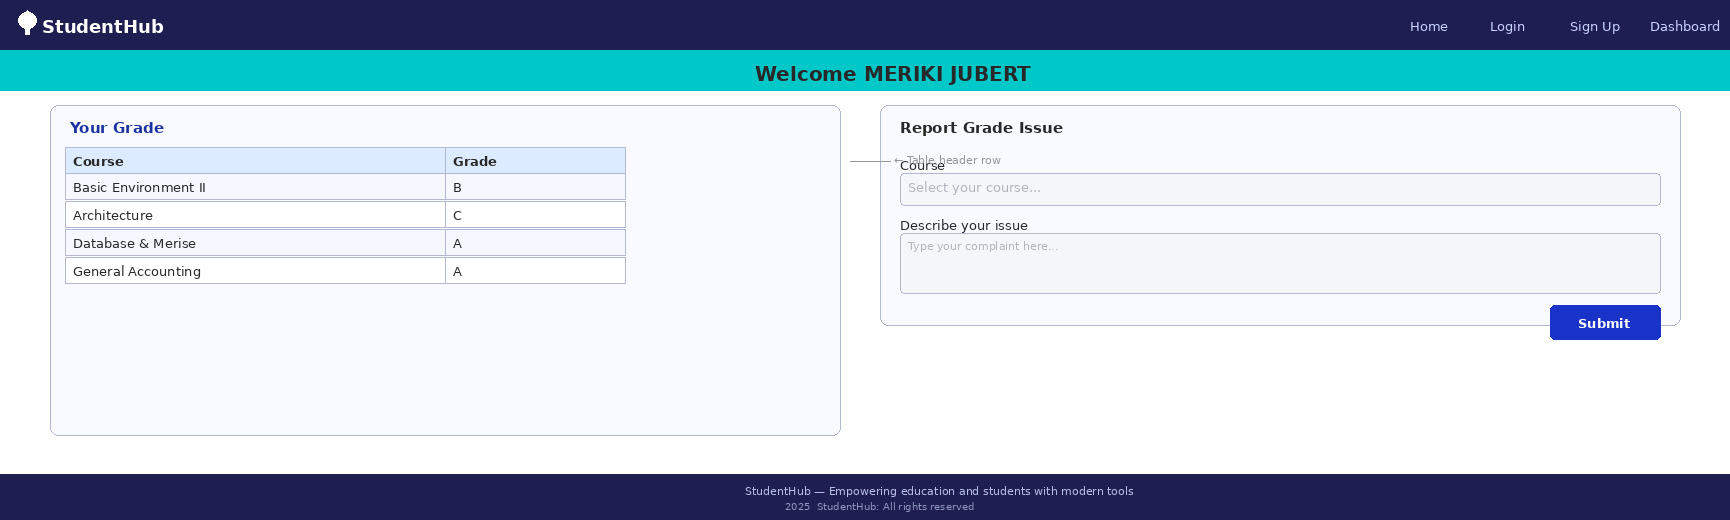 StudentHub
Home Login Sign Up Dashboard
Welcome MERIKI JUBERT
Your Grade
Course Grade
Basic Environment II B
Architecture C
Database & Merise A
General Accounting A
Report Grade Issue
← Table header row
Course
Select your course...
Describe your issue
Type your complaint here...
Submit
StudentHub — Empowering education and students with modern tools
2025 StudentHub: All rights reserved